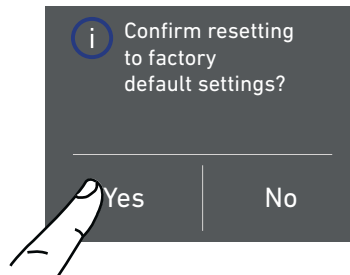 i
Confirm resetting
to factory
default settings?
Yes
No